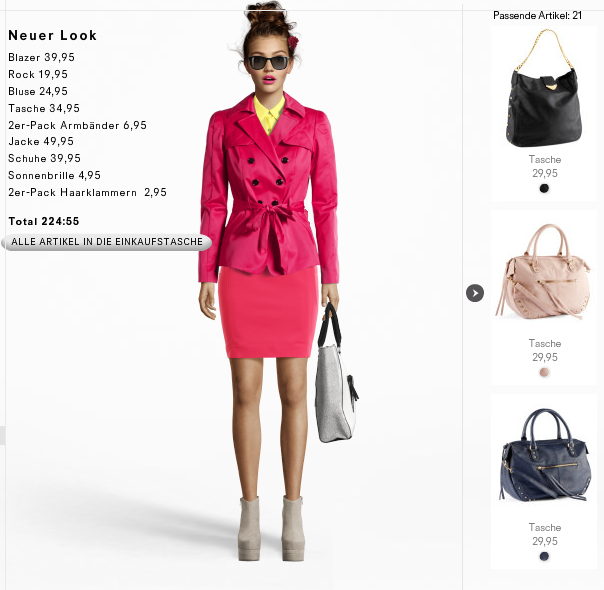 Neuer Look
Blazer 39,95
Rock 19,95
Bluse 24,95
Tasche 34,95
2er-Pack Armbänder 6,95
Jacke 49,95
Schuhe 39,95
Sonnenbrille 4,95
2er-Pack Haarklammern 2,95
Total 224:55
ALLE ARTIKEL IN DIE EINKAUFSTASCHE
Passende Artikel: 21
Tasche
29,95
Tasche
29,95
Tasche
29,95